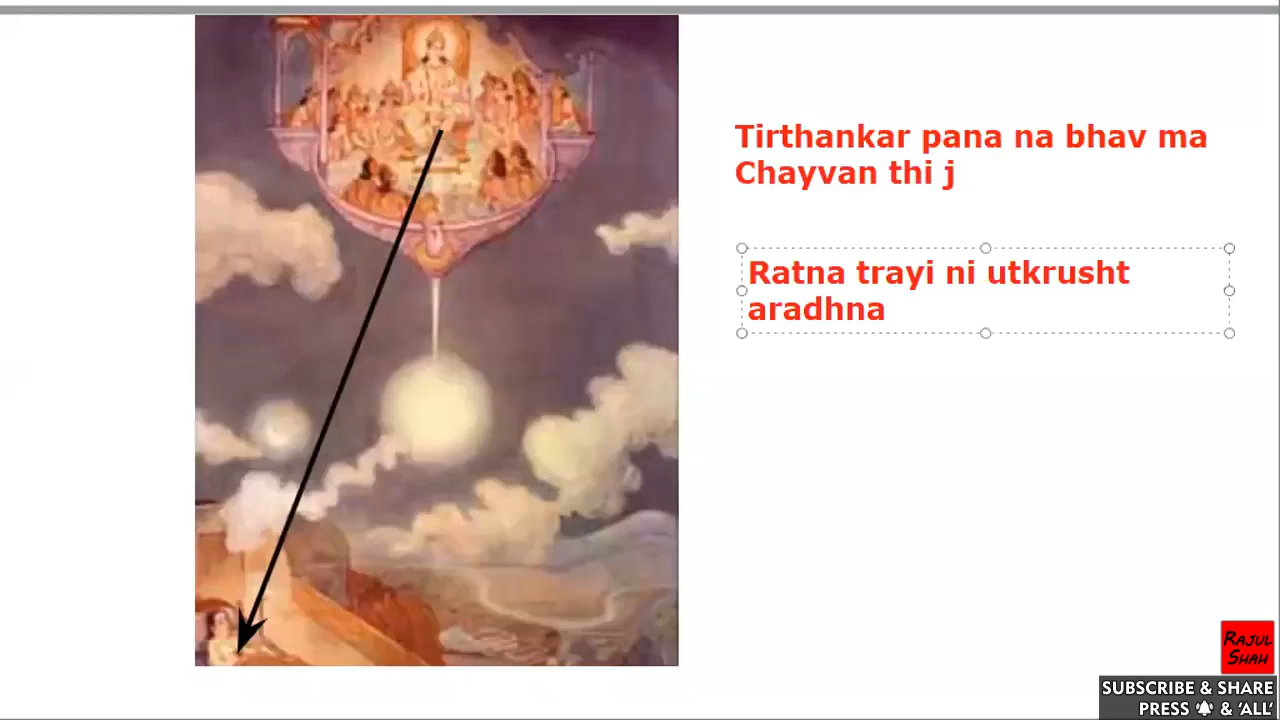 Tirthankar pana na bhav ma
Chayvan thi j
Ratna trayi ni utkrusht
aradhna
RAJUL
SHAH
SUBSCRIBE & SHARE
PRESS 🔔 & 'ALL'